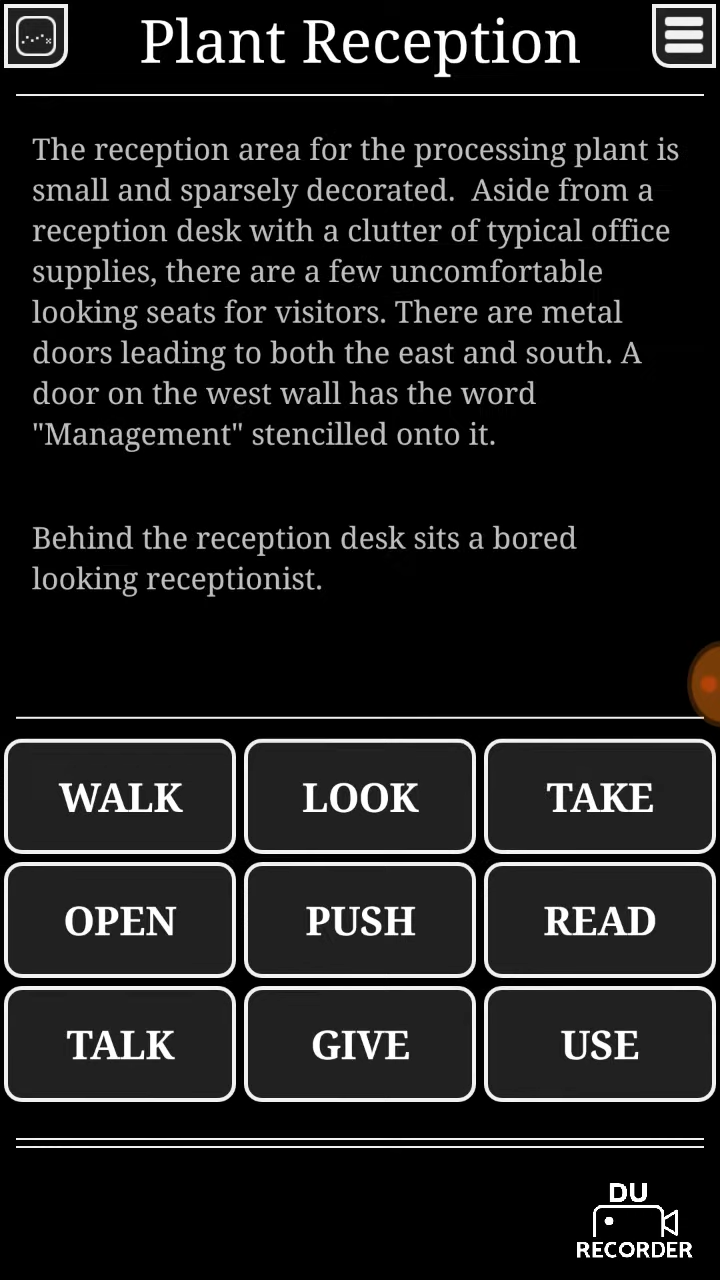 Plant Reception
The reception area for the processing plant is
small and sparsely decorated.  Aside from a
reception desk with a clutter of typical office
supplies, there are a few uncomfortable
looking seats for visitors. There are metal
doors leading to both the east and south. A
door on the west wall has the word
"Management" stencilled onto it.
Behind the reception desk sits a bored
looking receptionist.
WALK
LOOK
TAKE
OPEN
PUSH
READ
TALK
GIVE
USE
DU
RECORDER